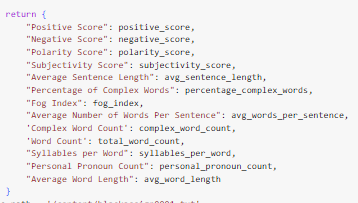 return {
"Positive Score": positive_score,
"Negative Score": negative_score,
"Polarity Score": polarity_score,
"Subjectivity Score": subjectivity_score,
"Average Sentence Length": avg_sentence_length,
"Percentage of Complex Words": percentage_complex_words,
"Fog Index": fog_index,
"Average Number of Words Per Sentence": avg_words_per_sentence,
'Complex Word Count': complex_word_count,
'Word Count': total_word_count,
"Syllables per Word": syllables_per_word,
"Personal Pronoun Count": personal_pronoun_count,
"Average Word Length": avg_word_length
}